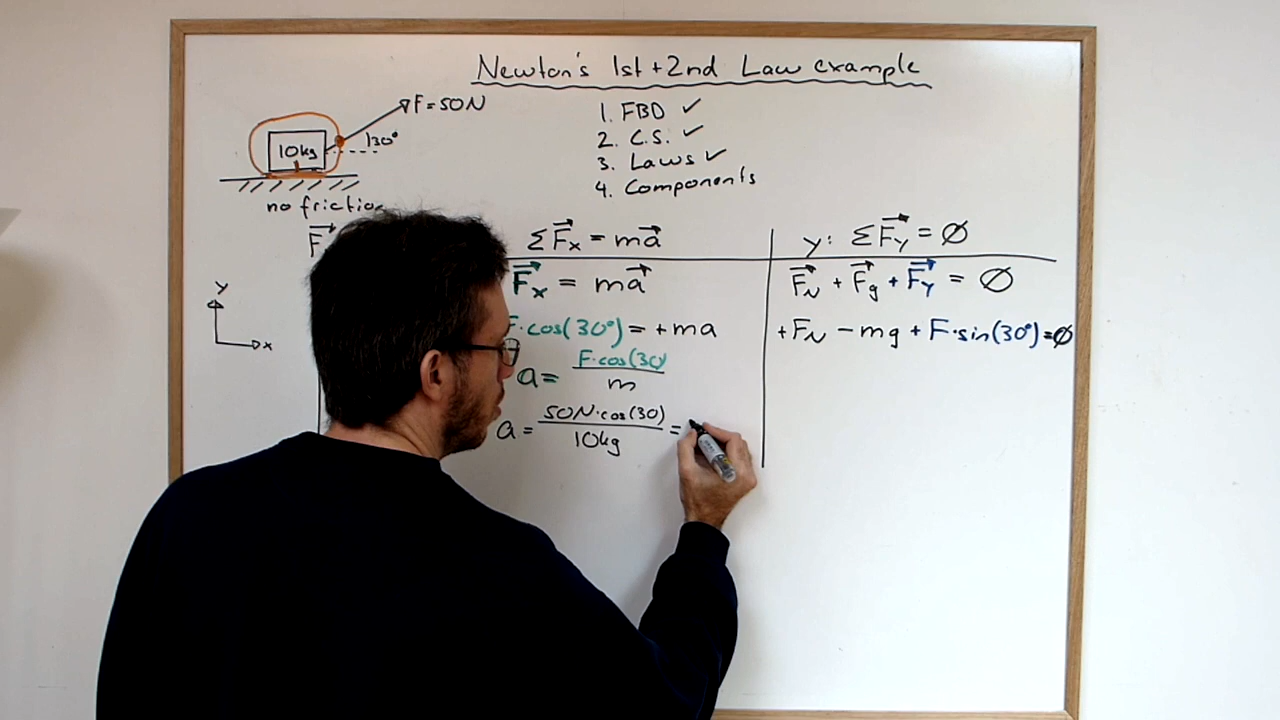 Newton's 1st + 2nd Law example
F = 50N
30°
10kg
no frictio
1. FBD ✓
2. C.S. ✓
3. Laws ✓
4. Components
F
y
x
ΣFx = ma
Fx = ma
F·cos(30°) = +ma
a = F·cos(30) / m
a = 50N·cos(30) / 10kg =
y: ΣFy = Ø
FN + Fg + Fy = Ø
+FN - mg + F·sin(30°) = Ø